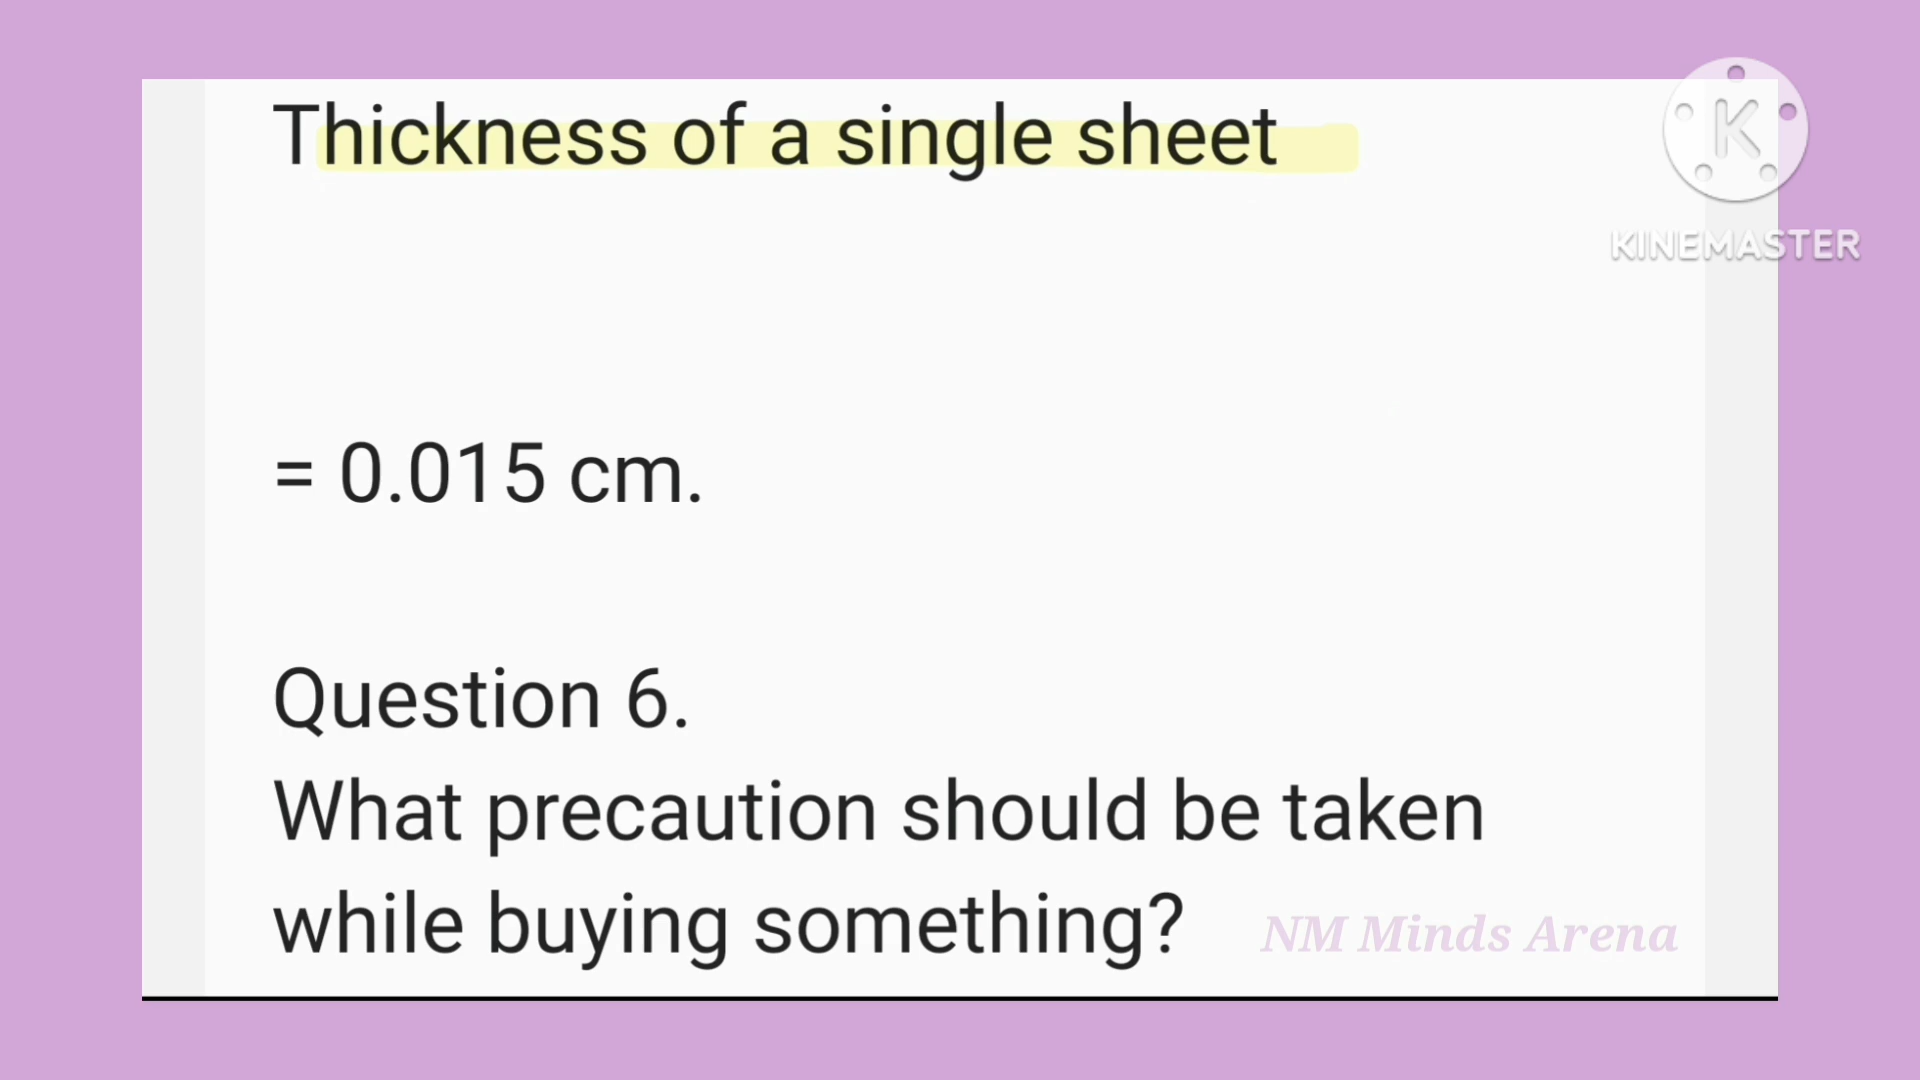 Thickness of a single sheet
K
KINEMASTER
= 0.015 cm.
Question 6.
What precaution should be taken
while buying something?
NM Minds Arena